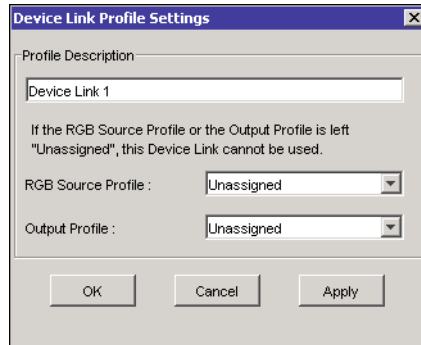 Device Link Profile Settings
Profile Description
Device Link 1
If the RGB Source Profile or the Output Profile is left
"Unassigned", this Device Link cannot be used.
RGB Source Profile : Unassigned
Output Profile : Unassigned
OK Cancel Apply